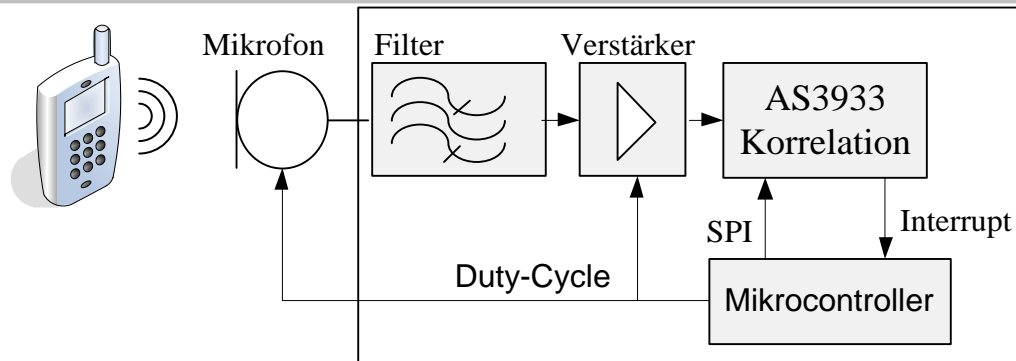 Mikrofon
Filter
Verstärker
AS3933
Korrelation
SPI
Interrupt
Duty-Cycle
Mikrocontroller